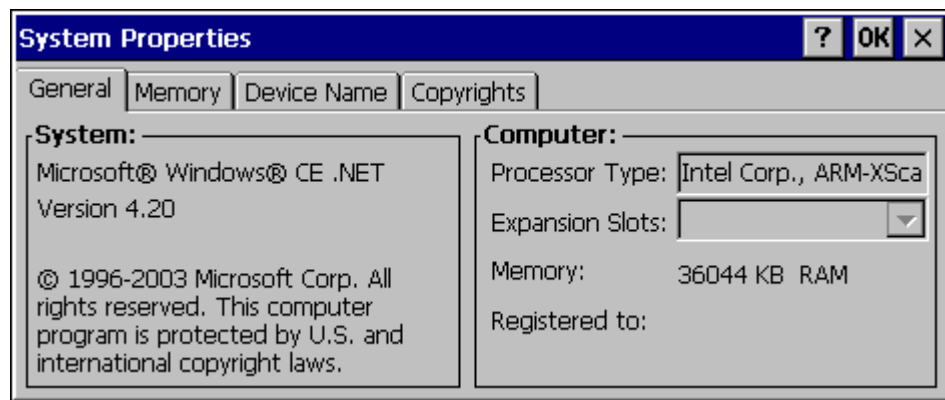 System Properties ? OK ×
General Memory Device Name Copyrights
System:
Microsoft® Windows® CE .NET
Version 4.20
© 1996-2003 Microsoft Corp. All
rights reserved. This computer
program is protected by U.S. and
international copyright laws.
Computer:
Processor Type: Intel Corp., ARM-XSca
Expansion Slots:
Memory: 36044 KB RAM
Registered to: